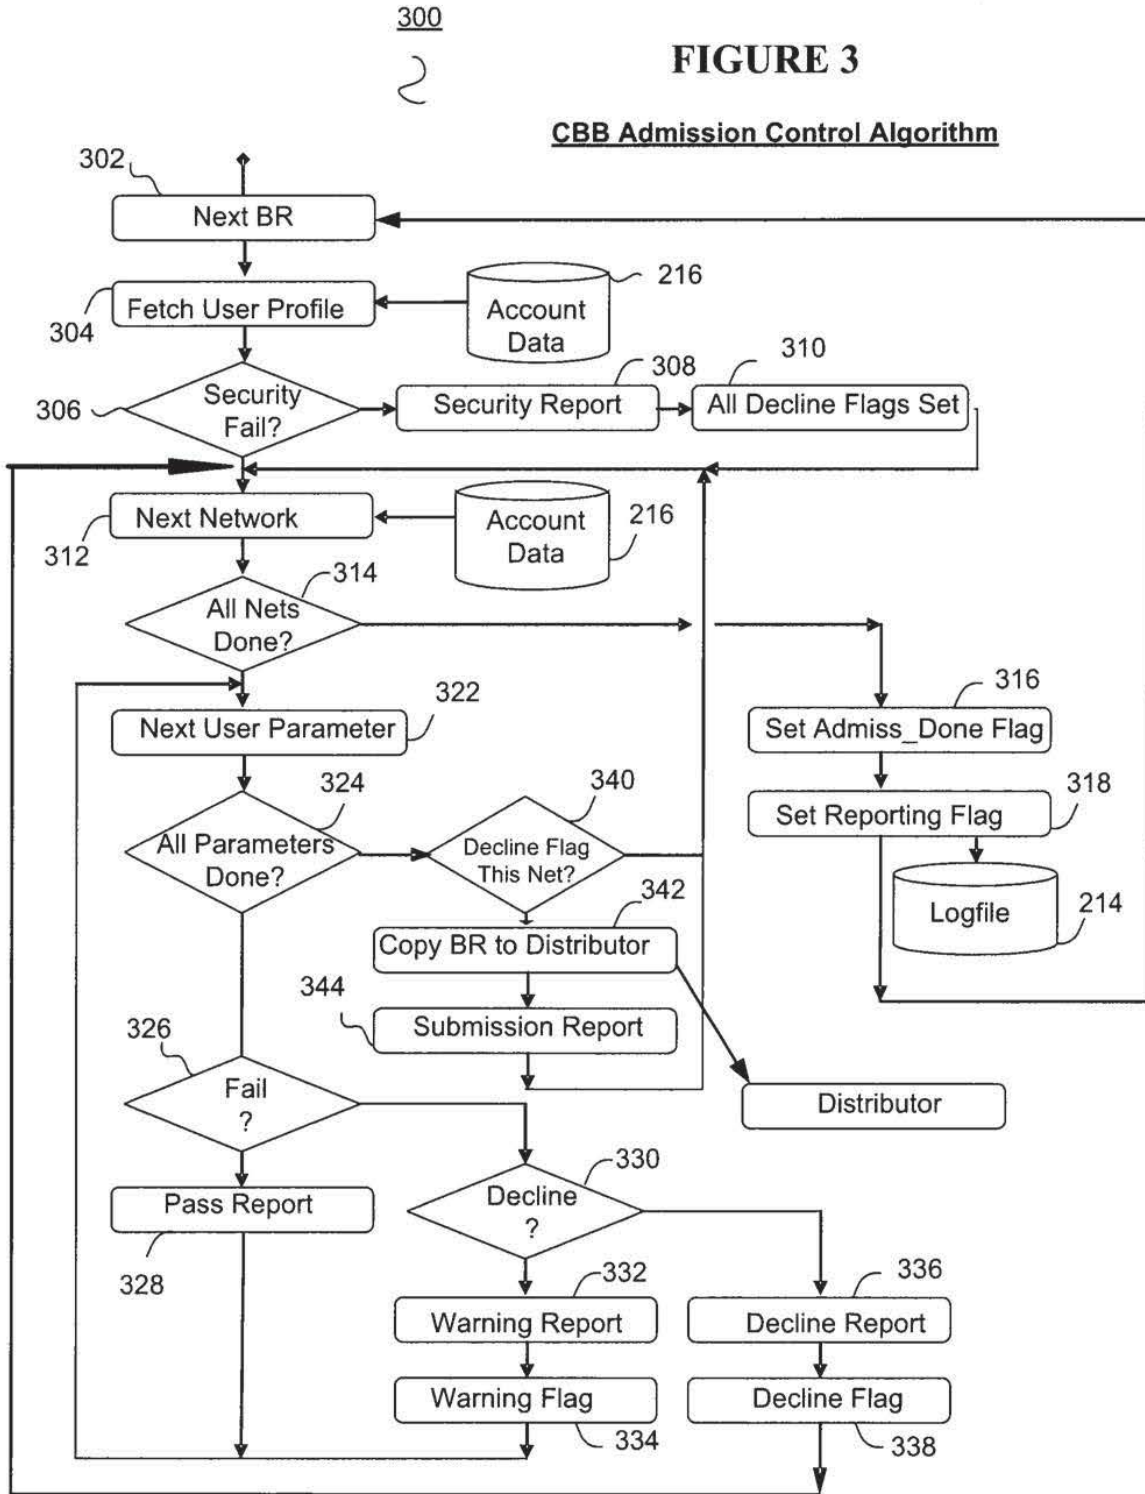 300
FIGURE 3
CBB Admission Control Algorithm
302
Next BR
304
Fetch User Profile
216
Account
Data
306
Security
Fail?
308
Security Report
310
All Decline Flags Set
312
Next Network
216
Account
Data
314
All Nets
Done?
316
Set Admiss_Done Flag
318
Set Reporting Flag
214
Logfile
322
Next User Parameter
324
All Parameters
Done?
340
Decline Flag
This Net?
342
Copy BR to Distributor
344
Submission Report
Distributor
326
Fail
?
328
Pass Report
330
Decline
?
332
Warning Report
334
Warning Flag
336
Decline Report
338
Decline Flag